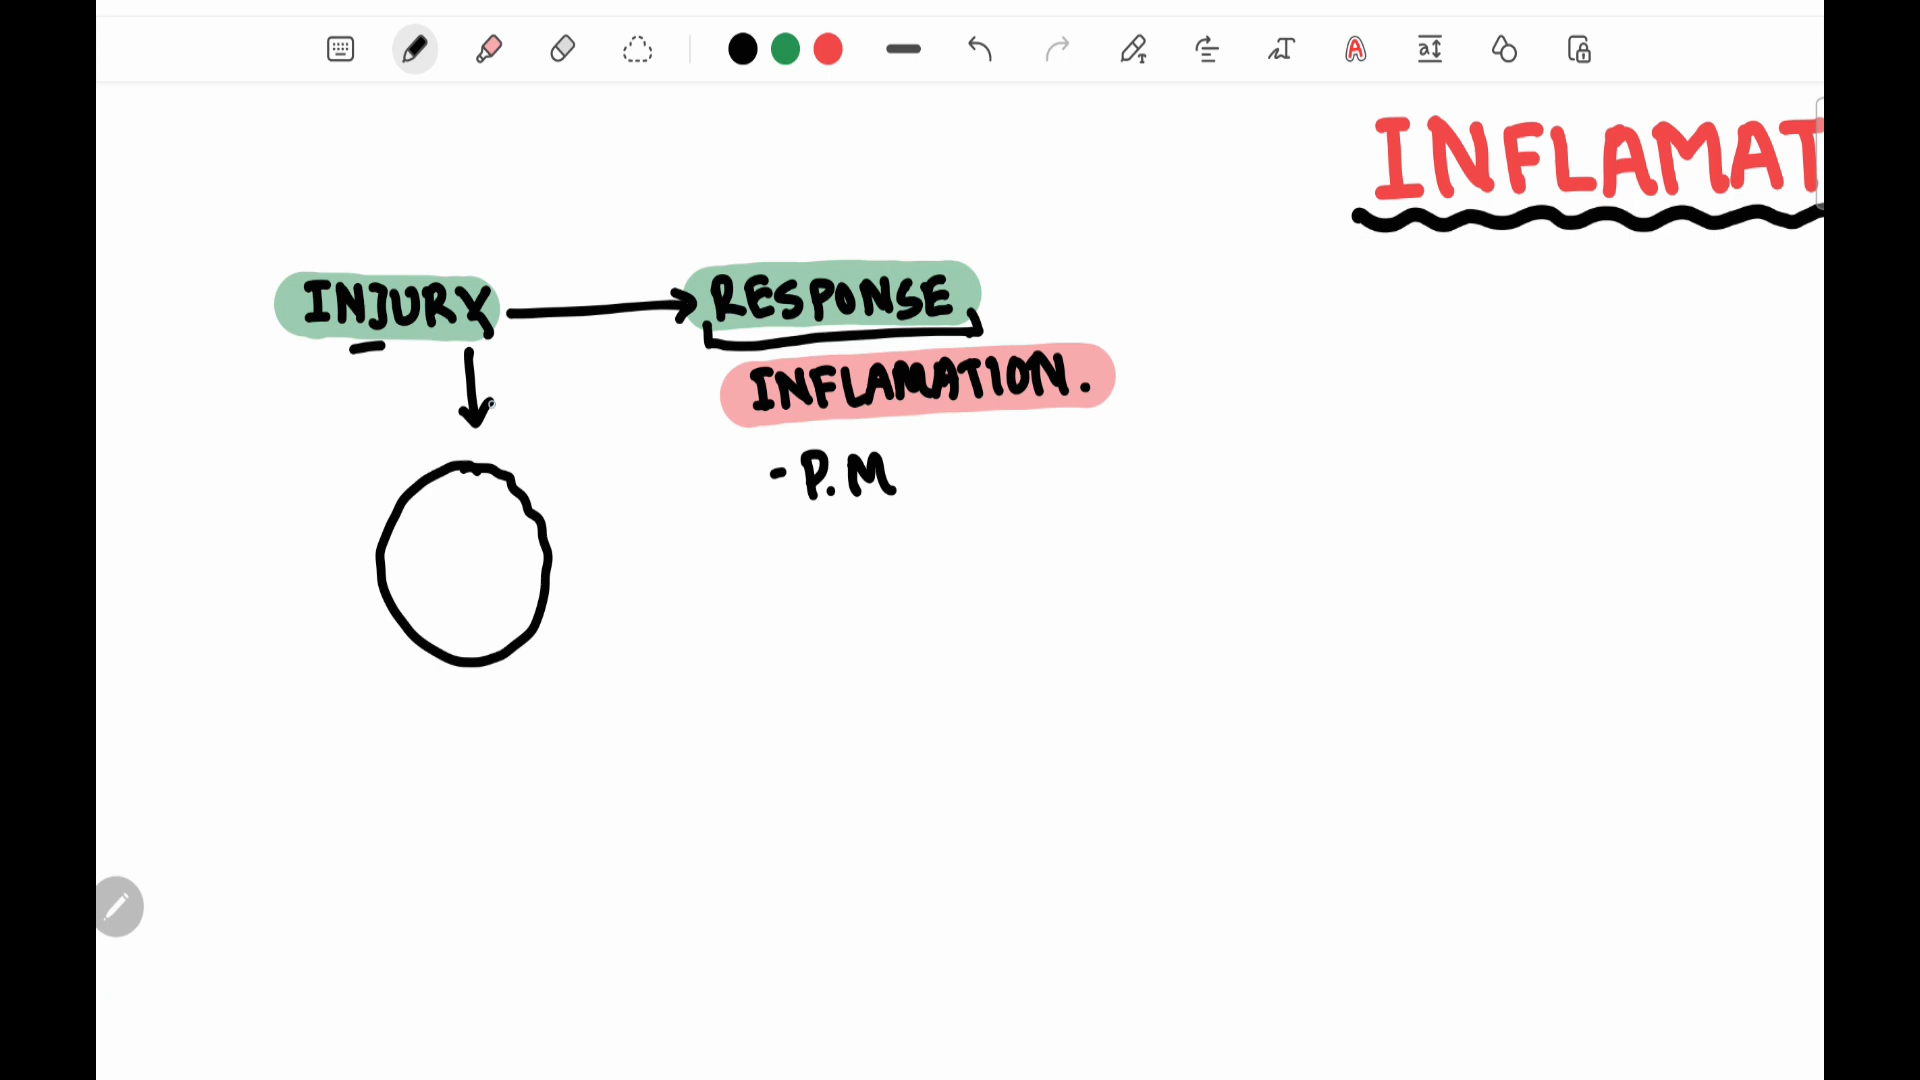 INFLAMAT
INJURY → RESPONSE
INFLAMATION.
- P.M